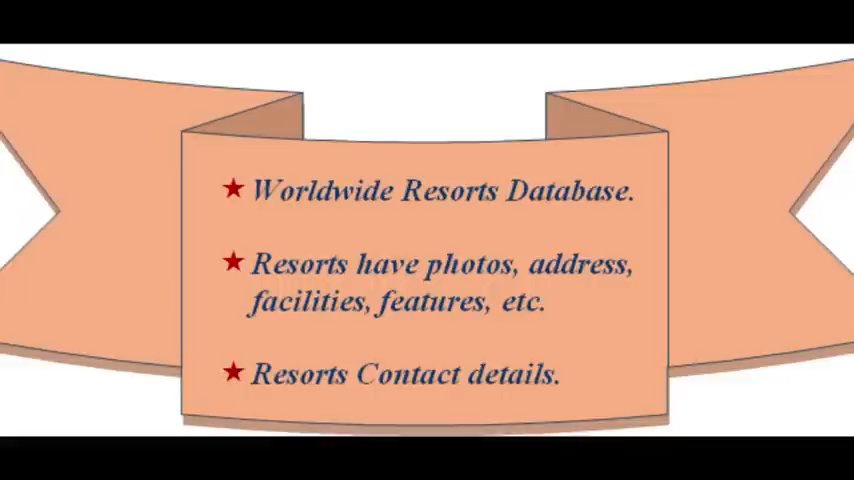 ★ Worldwide Resorts Database.
★ Resorts have photos, address,
facilities, features, etc.
★ Resorts Contact details.